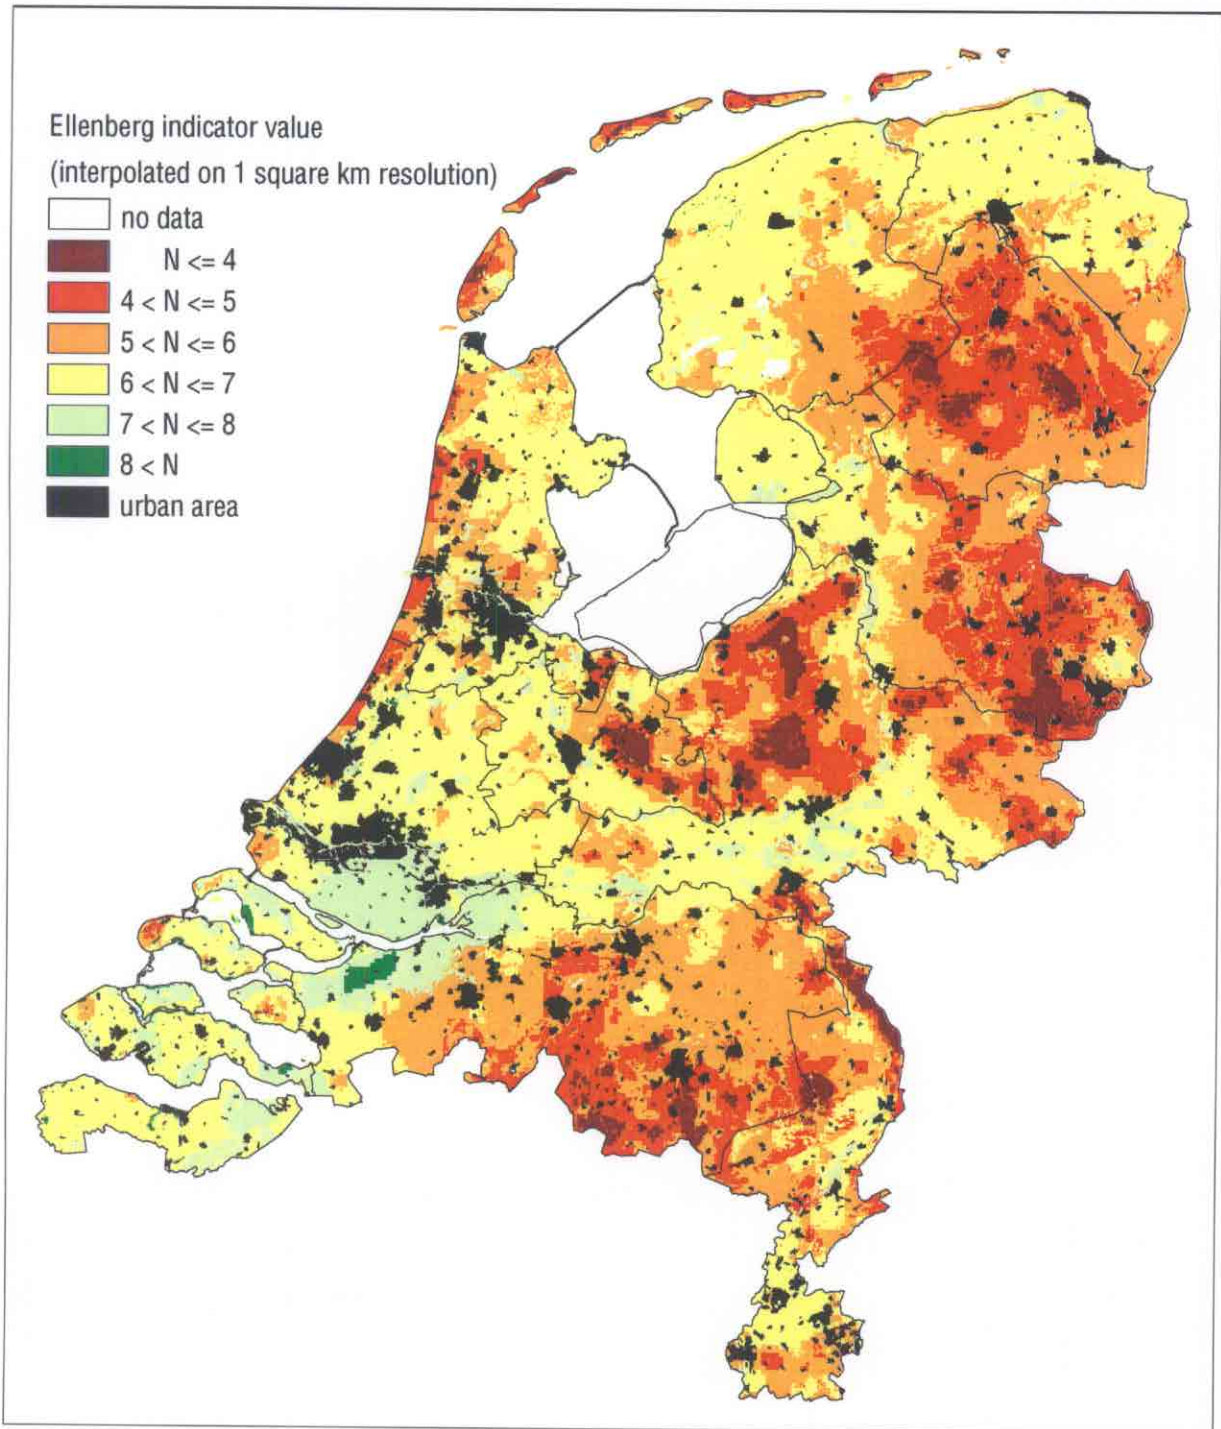 Ellenberg indicator value
(interpolated on 1 square km resolution)
no data
N <= 4
4 < N <= 5
5 < N <= 6
6 < N <= 7
7 < N <= 8
8 < N
urban area